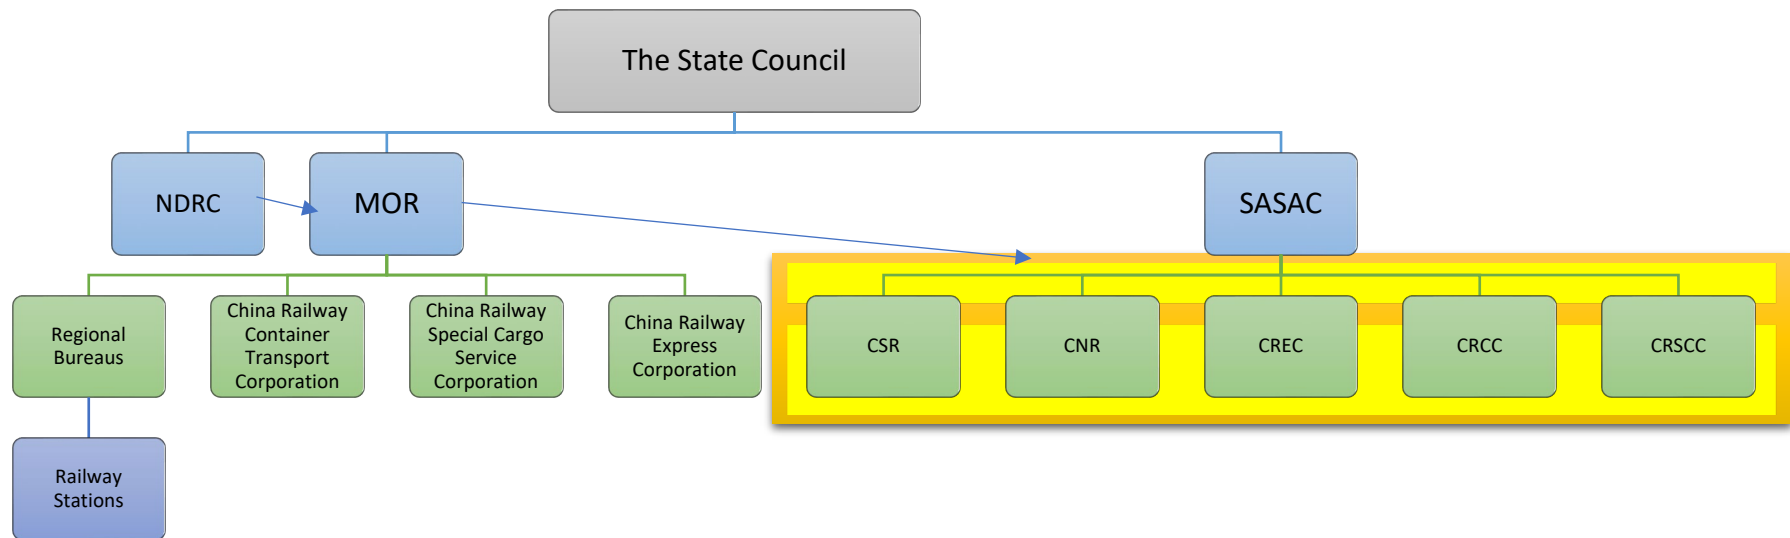 The State Council
NDRC
MOR
SASAC
Regional
Bureaus
China Railway
Container
Transport
Corporation
China Railway
Special Cargo
Service
Corporation
China Railway
Express
Corporation
CSR
CNR
CREC
CRCC
CRSCC
Railway
Stations